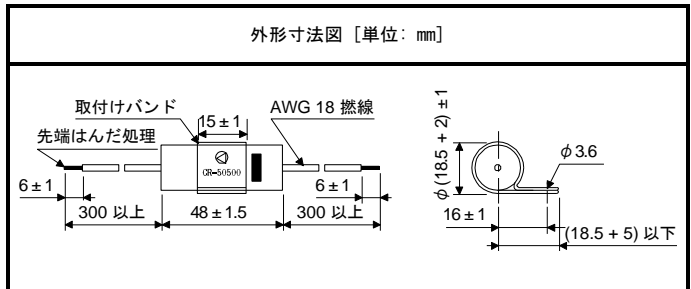 外形寸法図 [単位: mm]
取付けバンド
15±1
AWG 18 撚線
先端はんだ処理
CR-50500
6±1
300 以上
48±1.5
6±1
300 以上
φ(18.5 + 2) ±1
φ3.6
16±1
(18.5 + 5) 以下